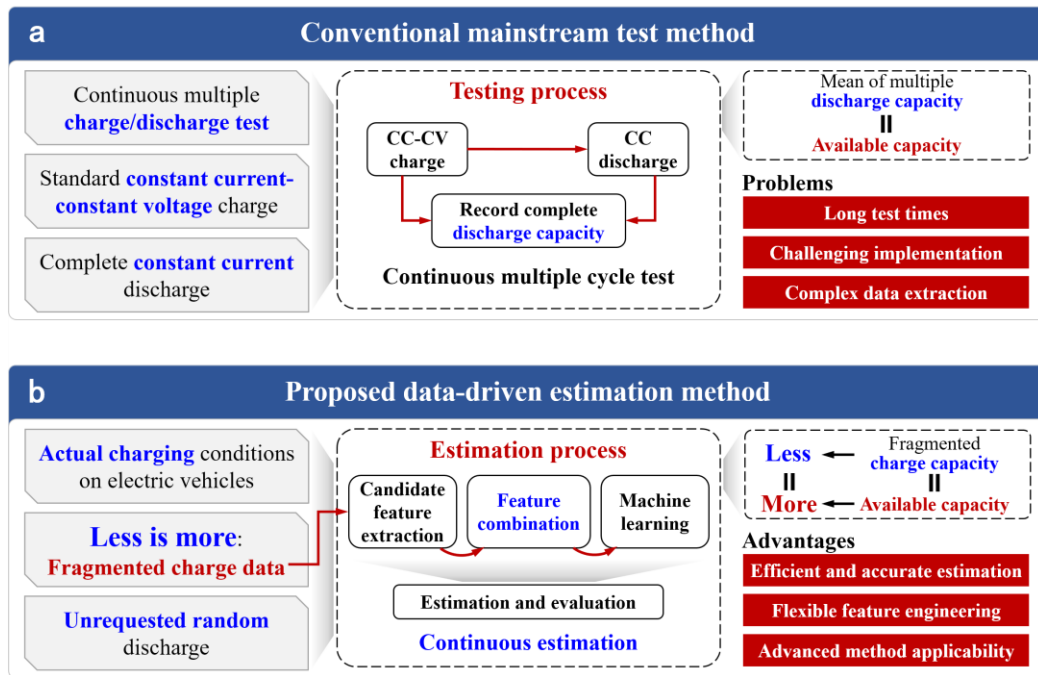 a
Conventional mainstream test method
Continuous multiple
charge/discharge test
Standard constant current-
constant voltage charge
Complete constant current
discharge
Testing process
CC-CV
charge
CC
discharge
Record complete
discharge capacity
Continuous multiple cycle test
Mean of multiple
discharge capacity
=
Available capacity
Problems
Long test times
Challenging implementation
Complex data extraction
b
Proposed data-driven estimation method
Actual charging conditions
on electric vehicles
Less is more:
Fragmented charge data
Unrequested random
discharge
Estimation process
Candidate
feature
extraction
Feature
combination
Machine
learning
Estimation and evaluation
Continuous estimation
Less
=
More
Fragmented
charge capacity
=
Available capacity
Advantages
Efficient and accurate estimation
Flexible feature engineering
Advanced method applicability